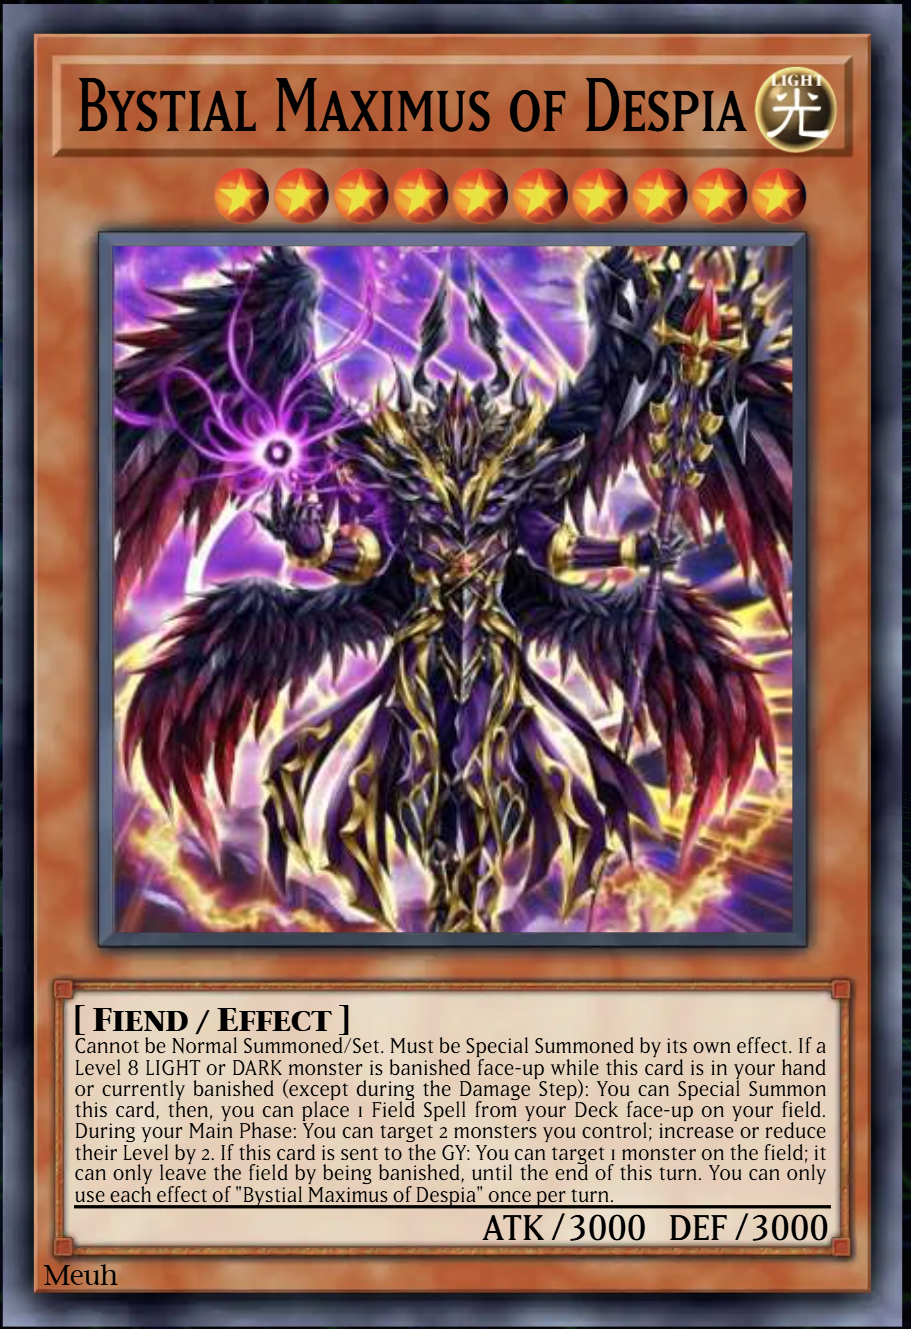 Bystial Maximus of Despia
LIGHT
光
[ Fiend / Effect ]
Cannot be Normal Summoned/Set. Must be Special Summoned by its own effect. If a
Level 8 LIGHT or DARK monster is banished face-up while this card is in your hand
or currently banished (except during the Damage Step): You can Special Summon
this card, then, you can place 1 Field Spell from your Deck face-up on your field.
During your Main Phase: You can target 2 monsters you control; increase or reduce
their Level by 2. If this card is sent to the GY: You can target 1 monster on the field; it
can only leave the field by being banished, until the end of this turn. You can only
use each effect of "Bystial Maximus of Despia" once per turn.
ATK/3000 DEF/3000
Meuh